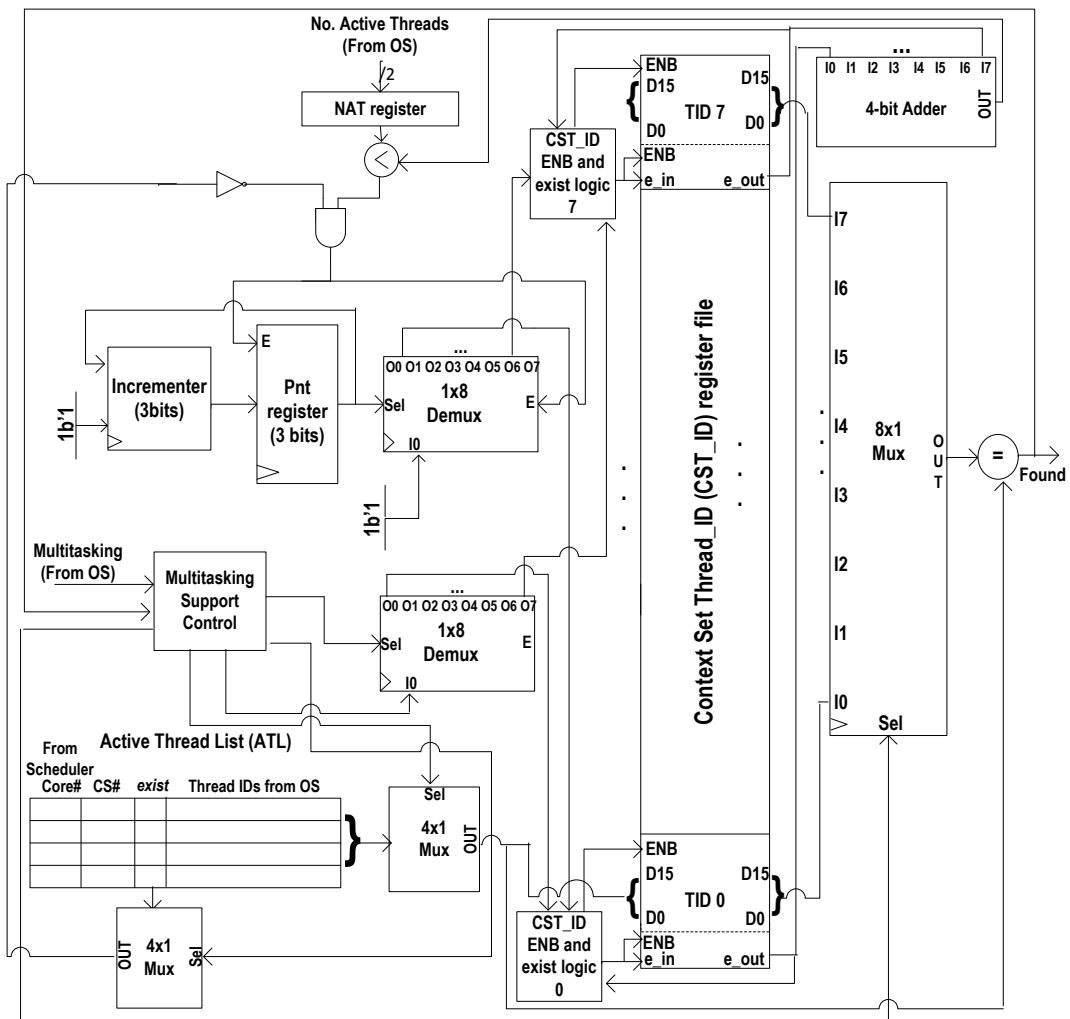 No. Active Threads
(From OS)
/2
NAT register
<
ENB
D15
D0
TID 7
D15
D0
ENB
e_in
e_out
CST_ID
ENB and
exist logic
7
...
I0 I1 I2 I3 I4 I5 I6 I7
4-bit Adder
OUT
Incrementer
(3bits)
1b'1
E
Pnt
register
(3 bits)
...
O0 O1 O2 O3 O4 O5 O6 O7
1x8
Demux
Sel
E
I0
1b'1
Context Set Thread_ID (CST_ID) register file
I7
I6
I5
I4
I3
I2
I1
I0
8x1
Mux
OUT
Sel
=
Found
Multitasking
(From OS)
Multitasking
Support
Control
...
O0 O1 O2 O3 O4 O5 O6 O7
1x8
Demux
Sel
E
I0
Active Thread List (ATL)
From
Scheduler
Core# CS# exist Thread IDs from OS
Sel
4x1
Mux
OUT
OUT
4x1
Mux
Sel
CST_ID
ENB and
exist logic
0
ENB
D15
D0
TID 0
D15
D0
ENB
e_in
e_out